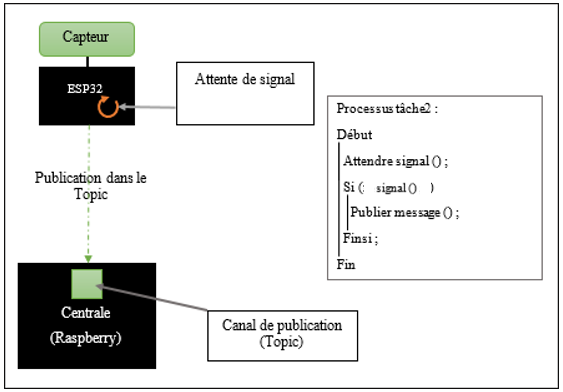 Capteur
ESP32
Attente de signal
Publication dans le
Topic
Centrale
(Raspberry)
Canal de publication
(Topic)
Processus tâche2 :
Début
Attendre signal () ;
Si (: signal () )
Publier message () ;
Finsi ;
Fin